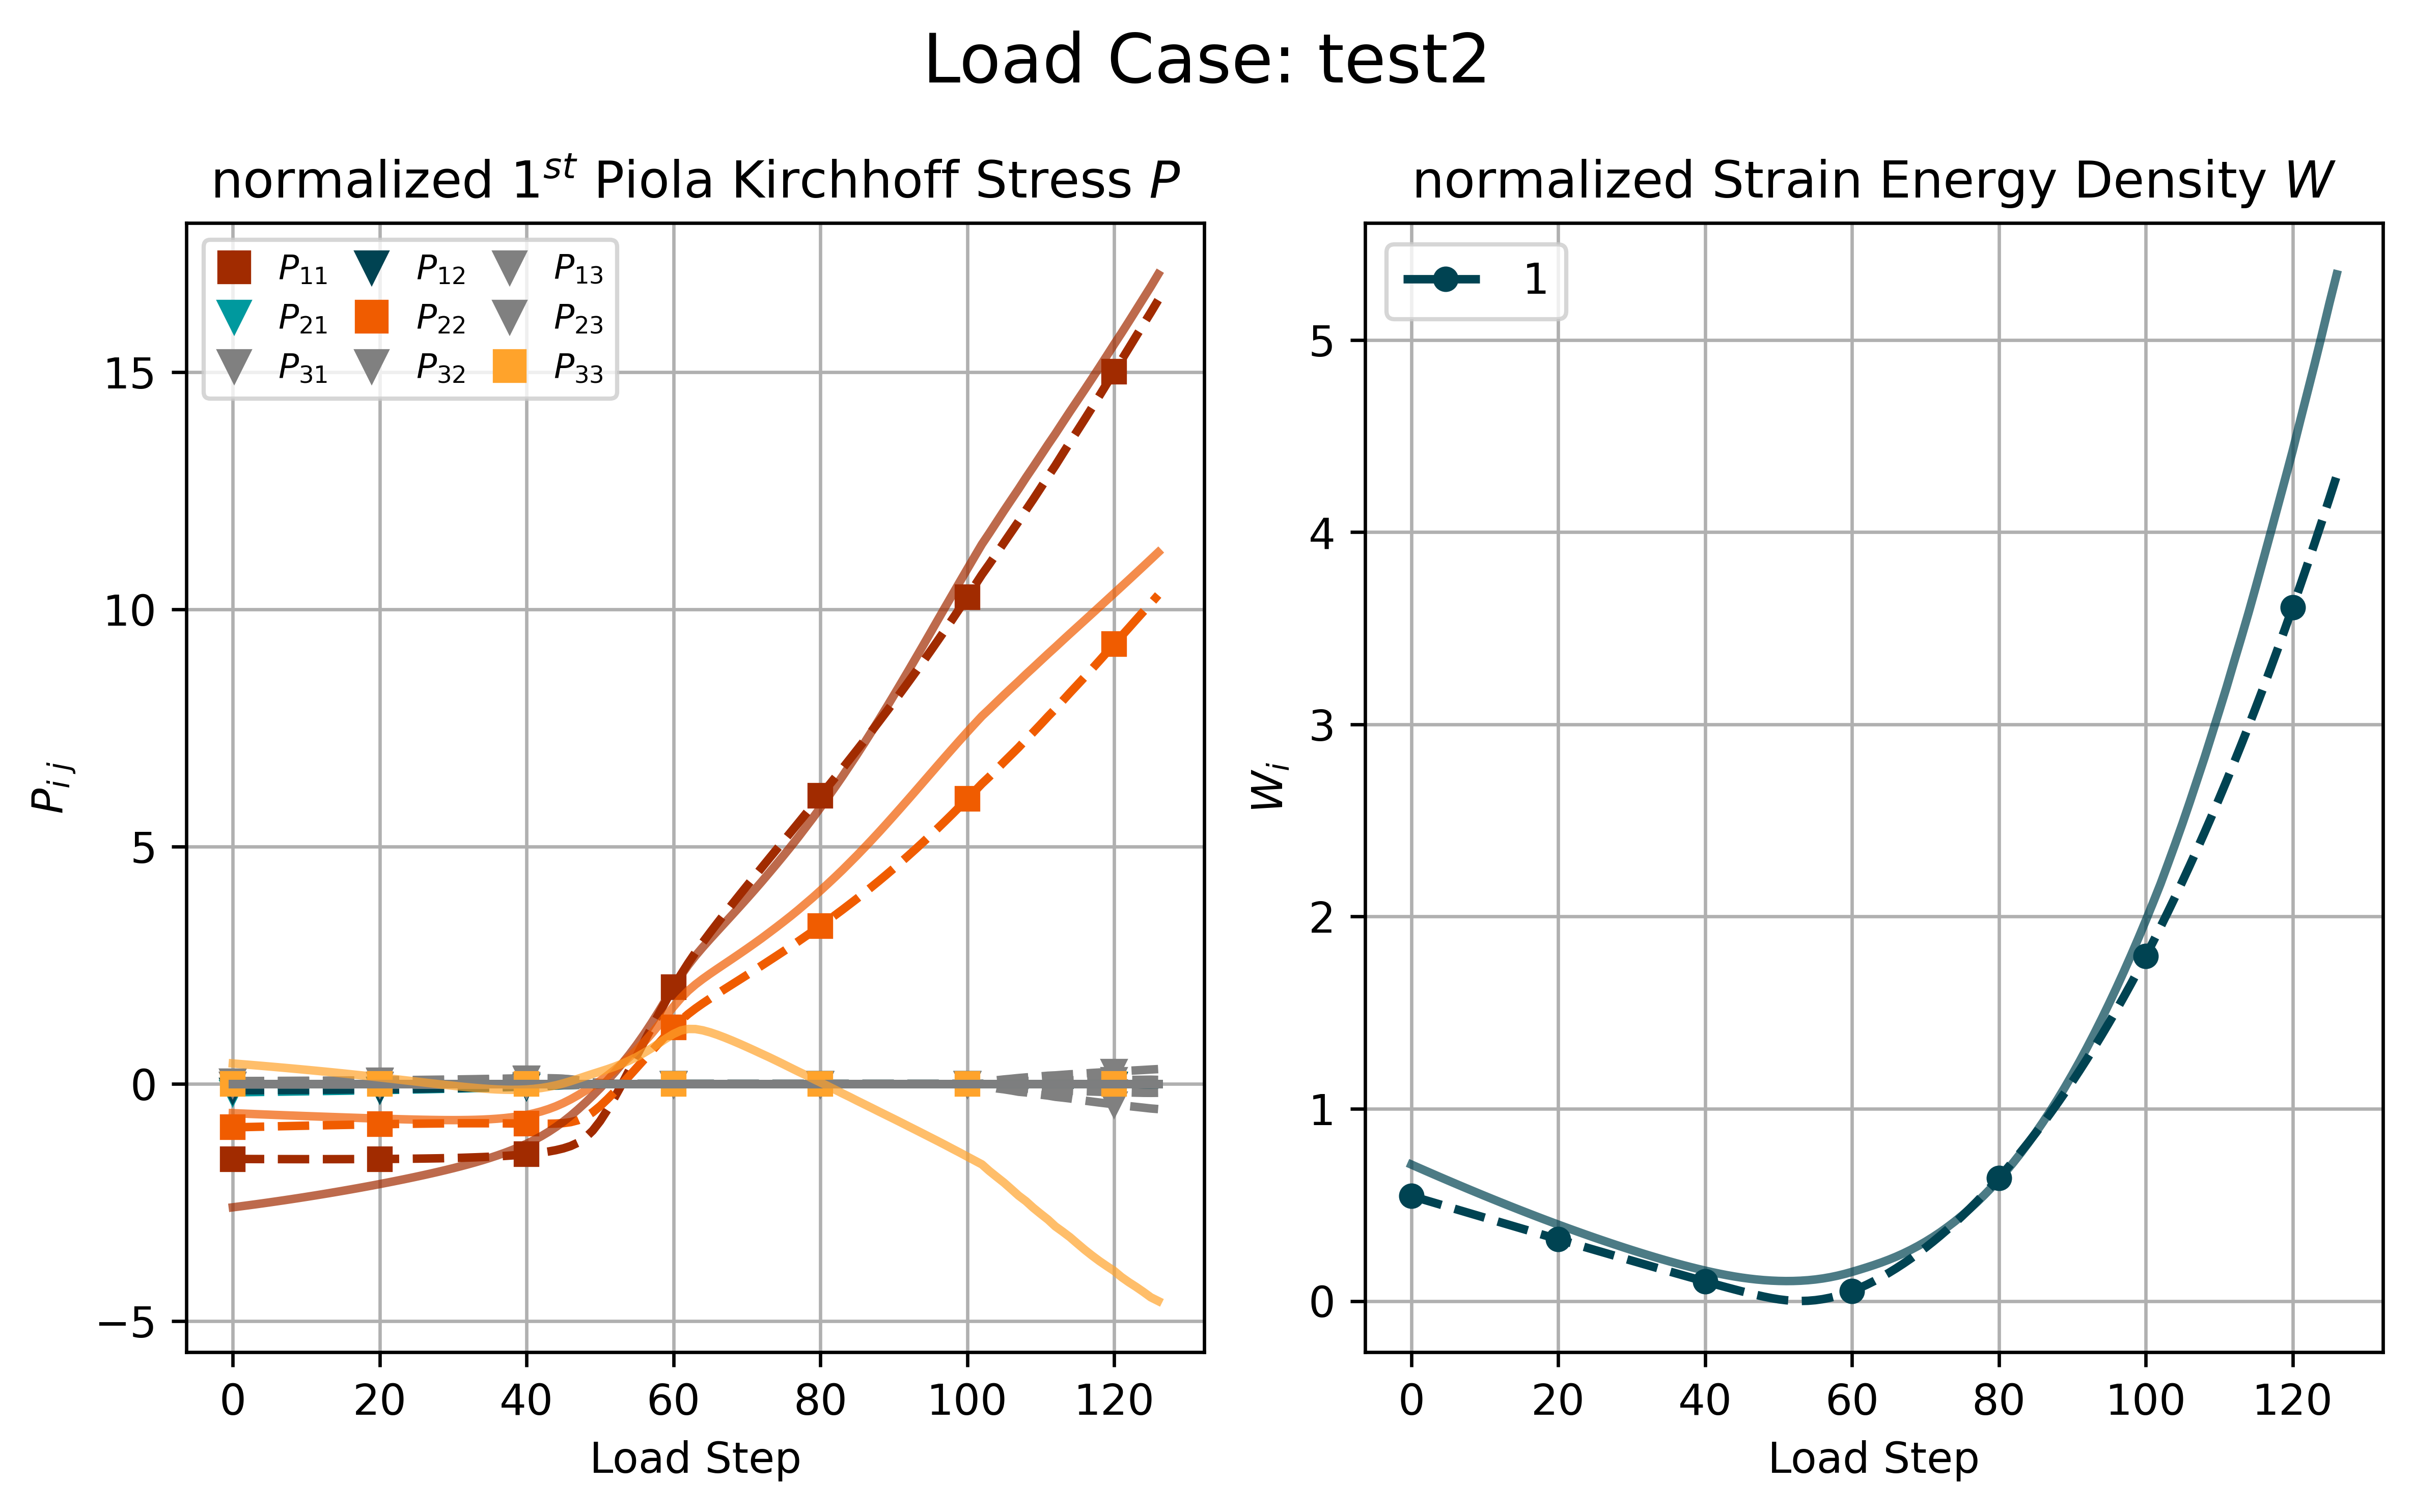 Load Case: test2
normalized 1st Piola Kirchhoff Stress P
P11 P12 P13
P21 P22 P23
P31 P32 P33
15
10
5
0
−5
Pi j
0 20 40 60 80 100 120
Load Step
normalized Strain Energy Density W
1
5
4
3
2
1
0
Wi
0 20 40 60 80 100 120
Load Step